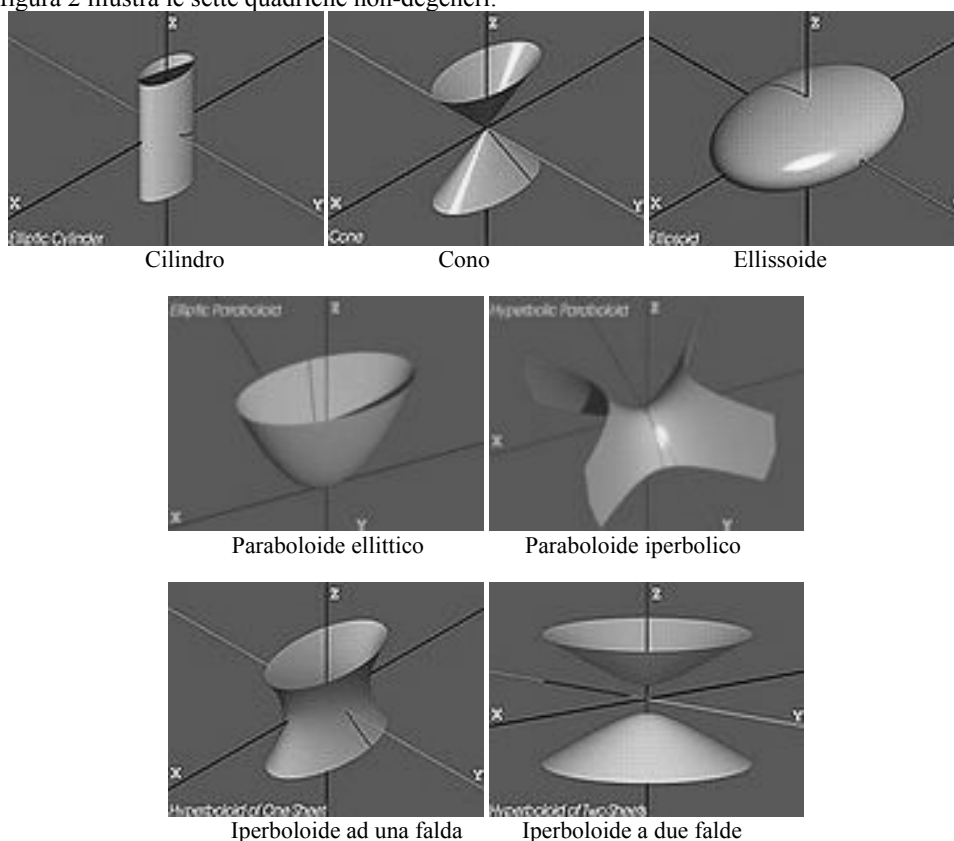 figura 2 illustra le sette quadriche non-degeneri.
Z
X
Y
Elliptic Cylinder
Z
X
Y
Cone
Z
X
Y
Ellipsoid
Cilindro Cono Ellissoide
Elliptic Paraboloid
Z
X
Y
Hyperbolic Paraboloid
Z
X
Y
Paraboloide ellittico Paraboloide iperbolico
Z
X
Y
Hyperboloid of One Sheet
Z
X
Y
Hyperboloid of Two Sheets
Iperboloide ad una falda Iperboloide a due falde